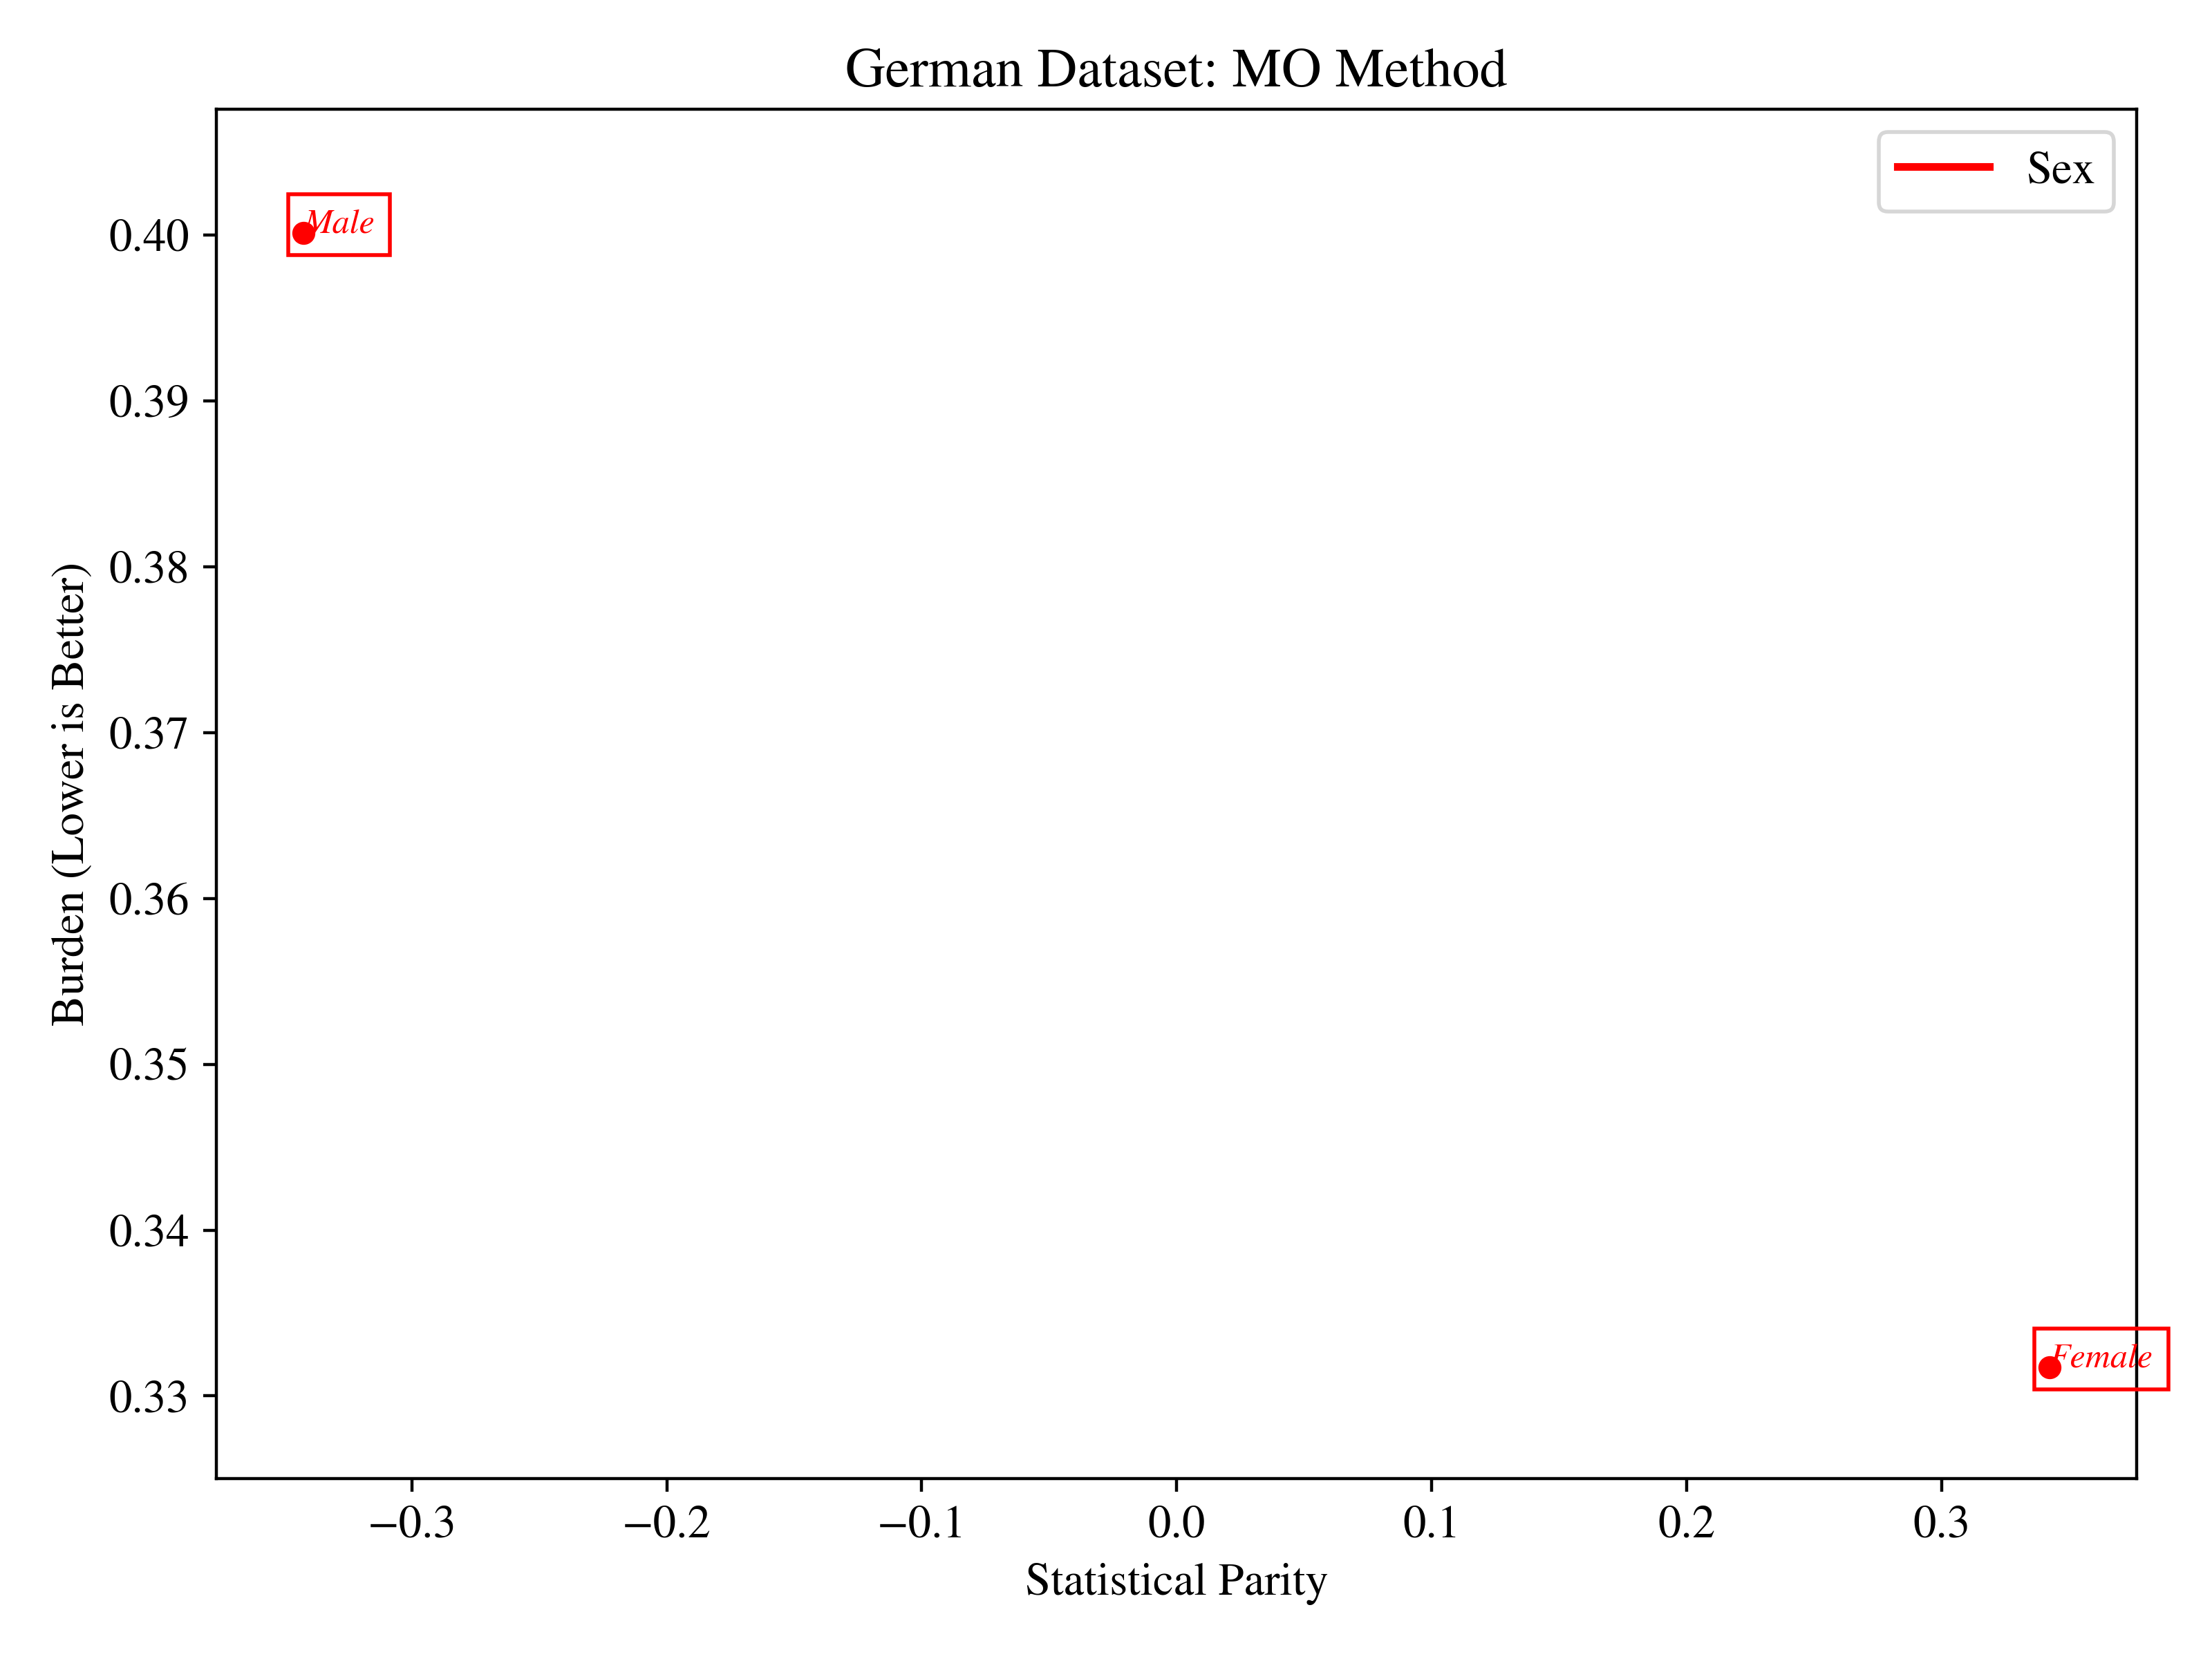 German Dataset: MO Method
Sex
Male
Female
Burden (Lower is Better)
0.40
0.39
0.38
0.37
0.36
0.35
0.34
0.33
−0.3
−0.2
−0.1
0.0
0.1
0.2
0.3
Statistical Parity